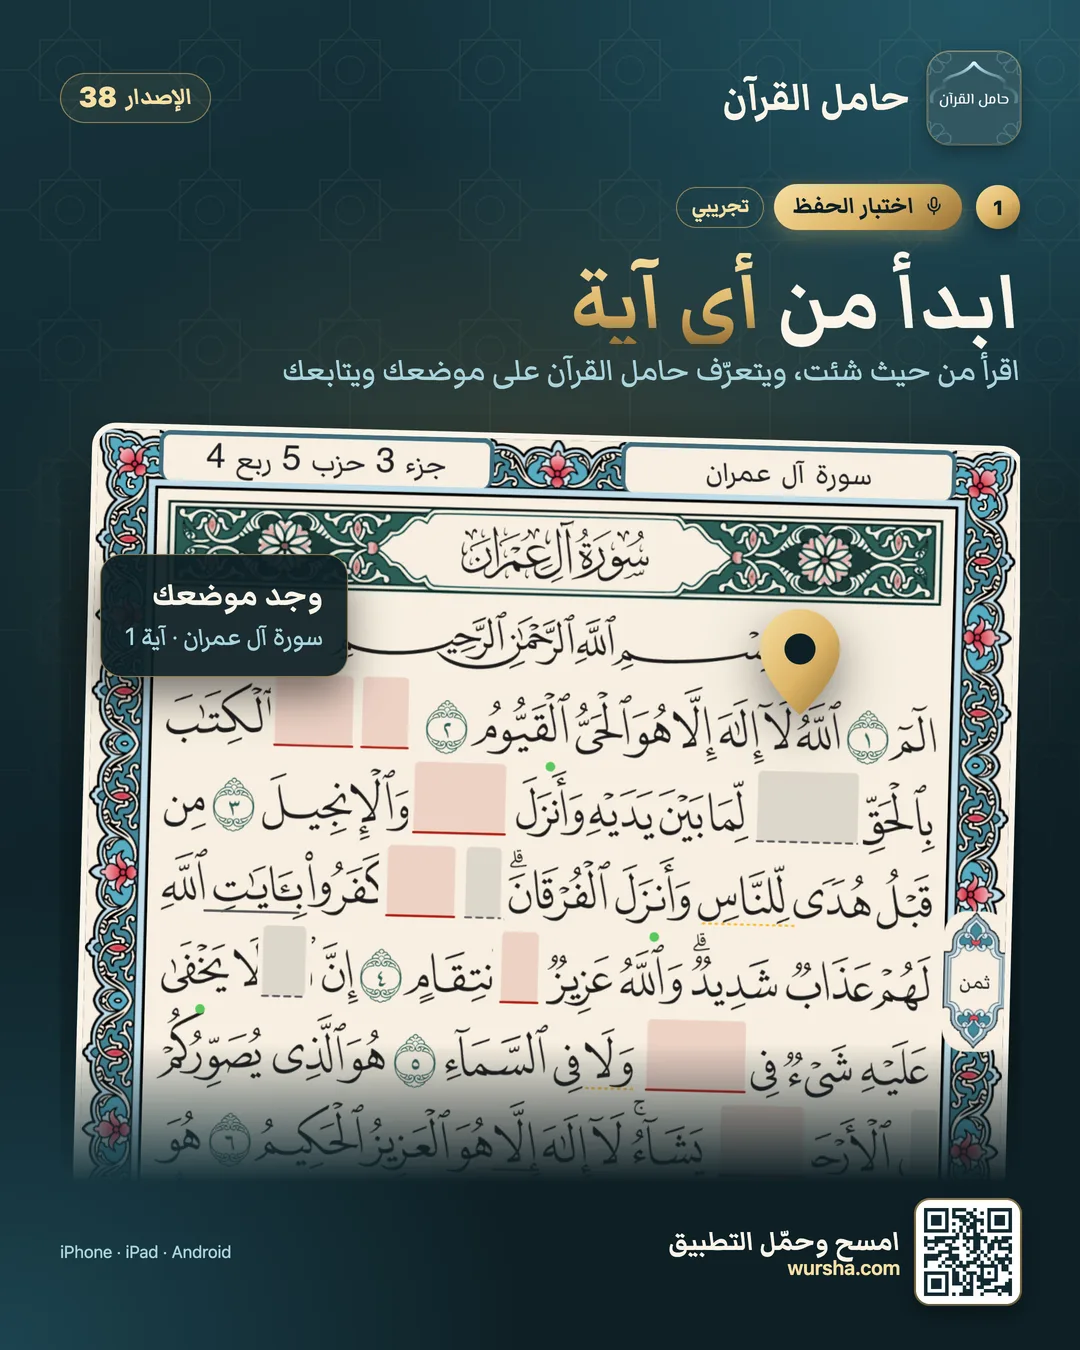 حامل القرآن
حامل القرآن
الإصدار 38
1
اختبار الحفظ
تجريبي
ابدأ من أي آية
اقرأ من حيث شئت، ويتعرّف حامل القرآن على موضعك ويتابعك
سورة آل عمران
جزء 3 حزب 5 ربع 4
سُورَةُ آلِ عِمْرَان
وجد موضعك
سورة آل عمران · آية 1
ٱللَّهِ ٱلرَّحْمَٰنِ ٱلرَّحِيمِ
الٓمٓ ١ ٱللَّهُ لَآ إِلَٰهَ إِلَّا هُوَ ٱلْحَىُّ ٱلْقَيُّومُ ٢ ٱلْكِتَٰبَ
بِٱلْحَقِّ لِّمَا بَيْنَ يَدَيْهِ وَأَنزَلَ وَٱلْإِنجِيلَ ٣ مِن
قَبْلُ هُدًى لِّلنَّاسِ وَأَنزَلَ ٱلْفُرْقَانَ ۗ كَفَرُوا۟ بِـَٔايَٰتِ ٱللَّهِ
لَهُمْ عَذَابٌ شَدِيدٌ ۗ وَٱللَّهُ عَزِيزٌ نتِقَامٍ ٤ إِنَّ لَا يَخْفَىٰ
ثمن
عَلَيْهِ شَىْءٌ فِى وَلَا فِى ٱلسَّمَآءِ ٥ هُوَ ٱلَّذِى يُصَوِّرُكُمْ
ٱلْأَرْحَ يَشَآءُ ۚ لَآ إِلَٰهَ إِلَّا هُوَ ٱلْعَزِيزُ ٱلْحَكِيمُ ٦ هُوَ
امسح وحمّل التطبيق
wursha.com
iPhone · iPad · Android